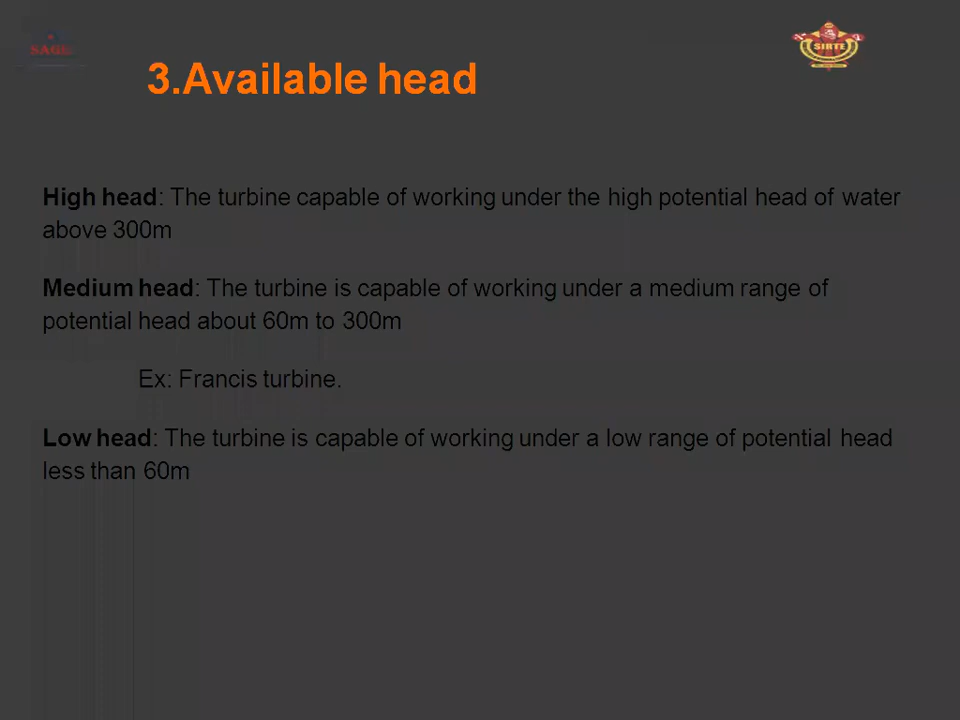 SAGE
SIRTE
3.Available head
High head: The turbine capable of working under the high potential head of water
above 300m
Medium head: The turbine is capable of working under a medium range of
potential head about 60m to 300m
Ex: Francis turbine.
Low head: The turbine is capable of working under a low range of potential head
less than 60m